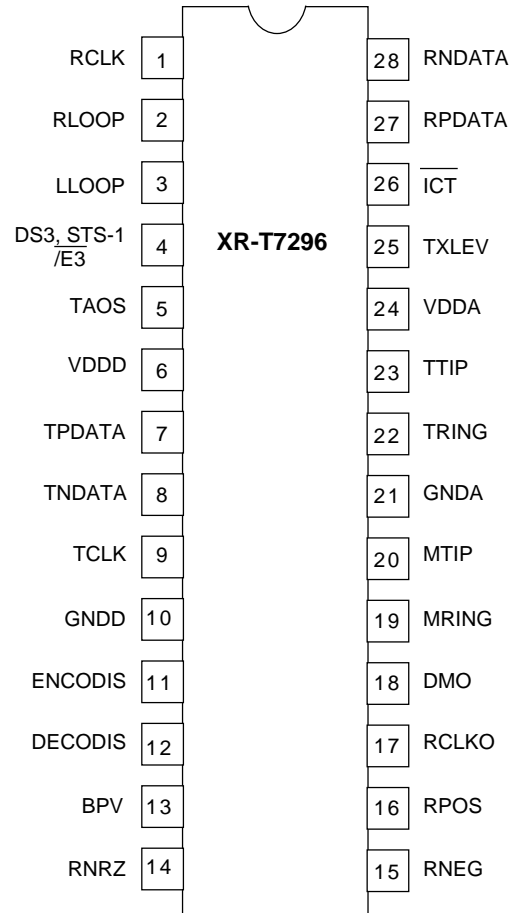 RCLK 1 28 RNDATA
RLOOP 2 27 RPDATA
LLOOP 3 26 ICT
DS3, STS-1
/E3 4 XR-T7296 25 TXLEV
TAOS 5 24 VDDA
VDDD 6 23 TTIP
TPDATA 7 22 TRING
TNDATA 8 21 GNDA
TCLK 9 20 MTIP
GNDD 10 19 MRING
ENCODIS 11 18 DMO
DECODIS 12 17 RCLKO
BPV 13 16 RPOS
RNRZ 14 15 RNEG